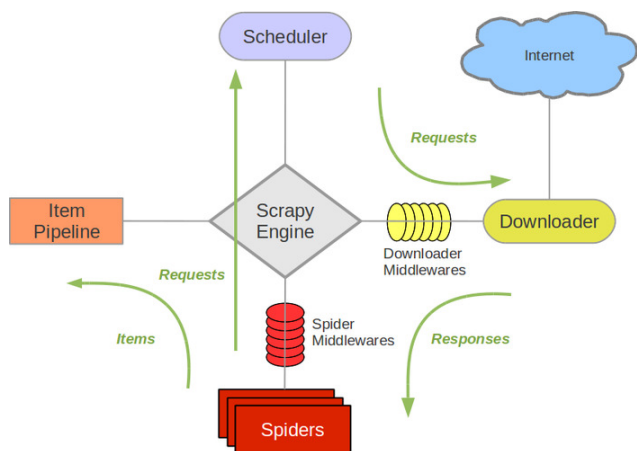 Scheduler
Internet
Requests
Item
Pipeline
Scrapy
Engine
Downloader
Downloader
Middlewares
Requests
Items
Spider
Middlewares
Responses
Spiders